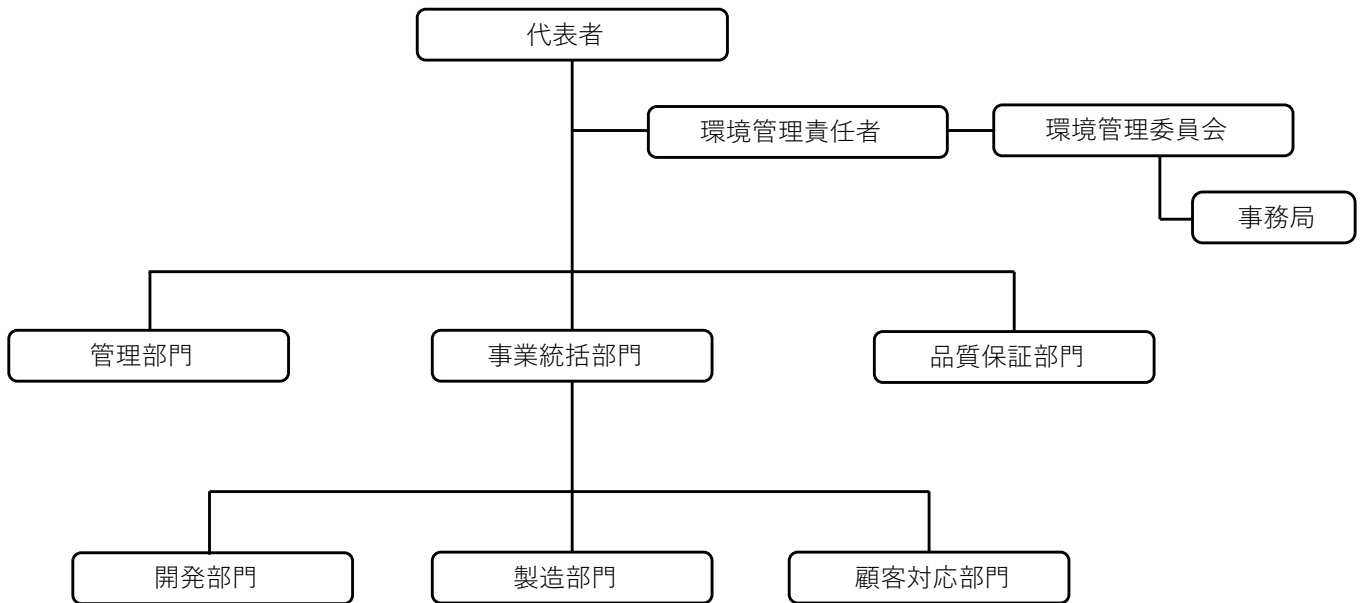 代表者
環境管理責任者
環境管理委員会
事務局
管理部門
事業統括部門
品質保証部門
開発部門
製造部門
顧客対応部門